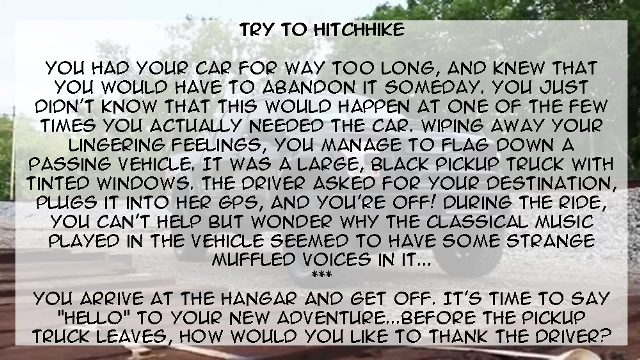 TRY TO HITCHHIKE
YOU HAD YOUR CAR FOR WAY TOO LONG, AND KNEW THAT
YOU WOULD HAVE TO ABANDON IT SOMEDAY. YOU JUST
DIDN'T KNOW THAT THIS WOULD HAPPEN AT ONE OF THE FEW
TIMES YOU ACTUALLY NEEDED THE CAR. WIPING AWAY YOUR
LINGERING FEELINGS, YOU MANAGE TO FLAG DOWN A
PASSING VEHICLE. IT WAS A LARGE, BLACK PICKUP TRUCK WITH
TINTED WINDOWS. THE DRIVER ASKED FOR YOUR DESTINATION,
PLUGS IT INTO HER GPS, AND YOU'RE OFF! DURING THE RIDE,
YOU CAN'T HELP BUT WONDER WHY THE CLASSICAL MUSIC
PLAYED IN THE VEHICLE SEEMED TO HAVE SOME STRANGE
MUFFLED VOICES IN IT...
***
YOU ARRIVE AT THE HANGAR AND GET OFF. IT'S TIME TO SAY
"HELLO" TO YOUR NEW ADVENTURE...BEFORE THE PICKUP
TRUCK LEAVES, HOW WOULD YOU LIKE TO THANK THE DRIVER?